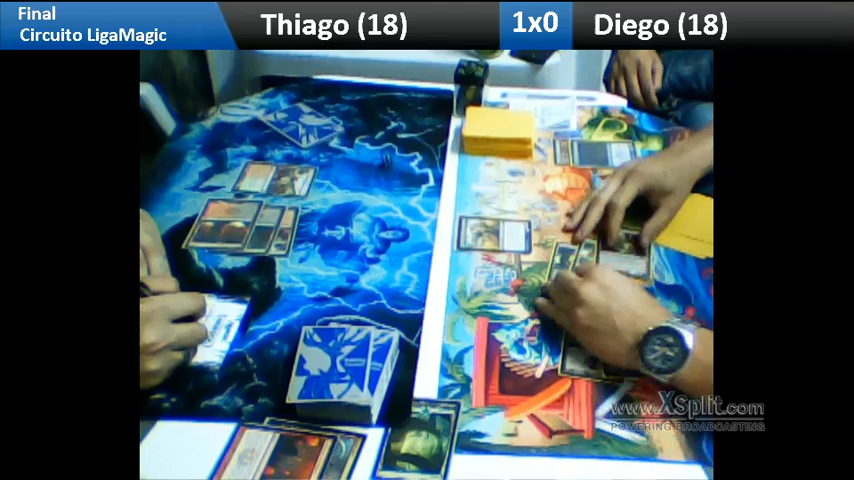 Final
Circuito LigaMagic
Thiago (18)
1x0
Diego (18)
www.XSplit.com
POWERING BROADCASTING